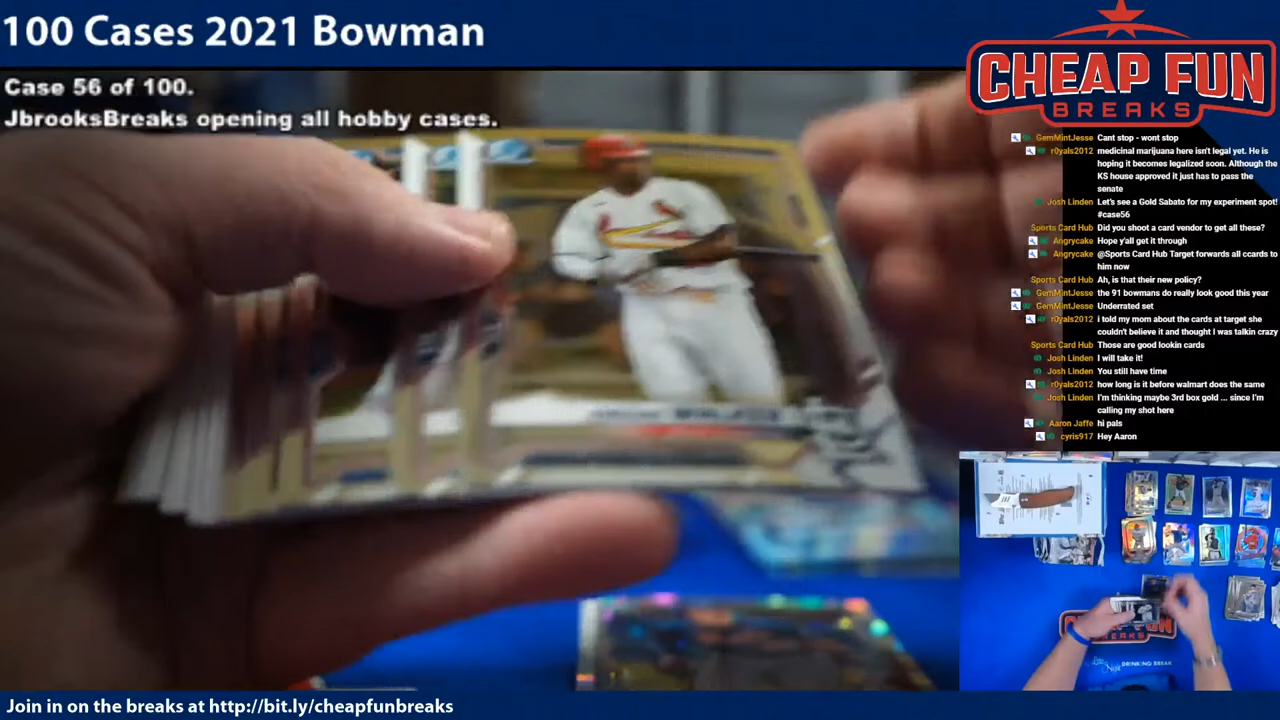 100 Cases 2021 Bowman
Case 56 of 100.
JbrooksBreaks opening all hobby cases.
CHEAP FUN
BREAKS
GemMintJesse Cant stop - wont stop
r0yals2012 medicinal marijuana here isn't legal yet. He is
hoping it becomes legalized soon. Although the
KS house approved it just has to pass the
senate
Josh Linden Let's see a Gold Sabato for my experiment spot!
#case56
Sports Card Hub Did you shoot a card vendor to get all these?
Angrycake Hope y'all get it through
Angrycake @Sports Card Hub Target forwards all ccards to
him now
Sports Card Hub Ah, is that their new policy?
GemMintJesse the 91 bowmans do really look good this year
GemMintJesse Underrated set
r0yals2012 i told my mom about the cards at target she
couldn't believe it and thought I was talkin crazy
Sports Card Hub Those are good lookin cards
Josh Linden I will take it!
Josh Linden You still have time
r0yals2012 how long is it before walmart does the same
Josh Linden I'm thinking maybe 3rd box gold ... since I'm
calling my shot here
Aaron Jaffe hi pals
cyris917 Hey Aaron
WALKER
CHEAP FUN
BREAKS
DRINKING BREAK
Join in on the breaks at http://bit.ly/cheapfunbreaks